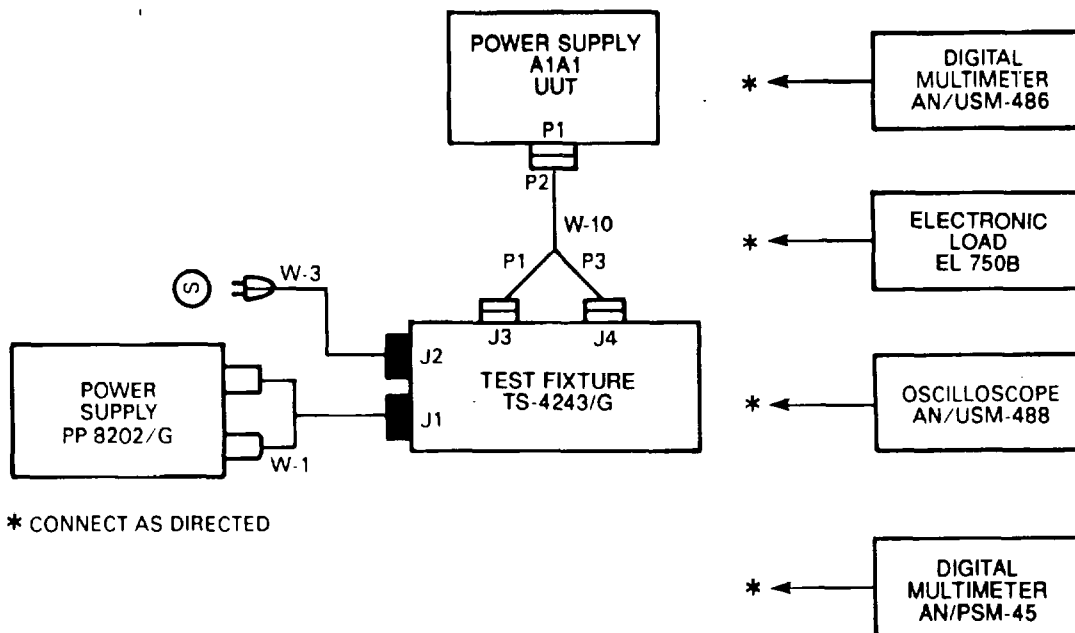 POWER SUPPLY
A1A1
UUT
P1
P2
W-10
P1
P3
W-3
S
J3
J4
J2
J1
TEST FIXTURE
TS-4243/G
POWER
SUPPLY
PP 8202/G
W-1
* CONNECT AS DIRECTED
*
DIGITAL
MULTIMETER
AN/USM-486
*
ELECTRONIC
LOAD
EL 750B
*
OSCILLOSCOPE
AN/USM-488
*
DIGITAL
MULTIMETER
AN/PSM-45